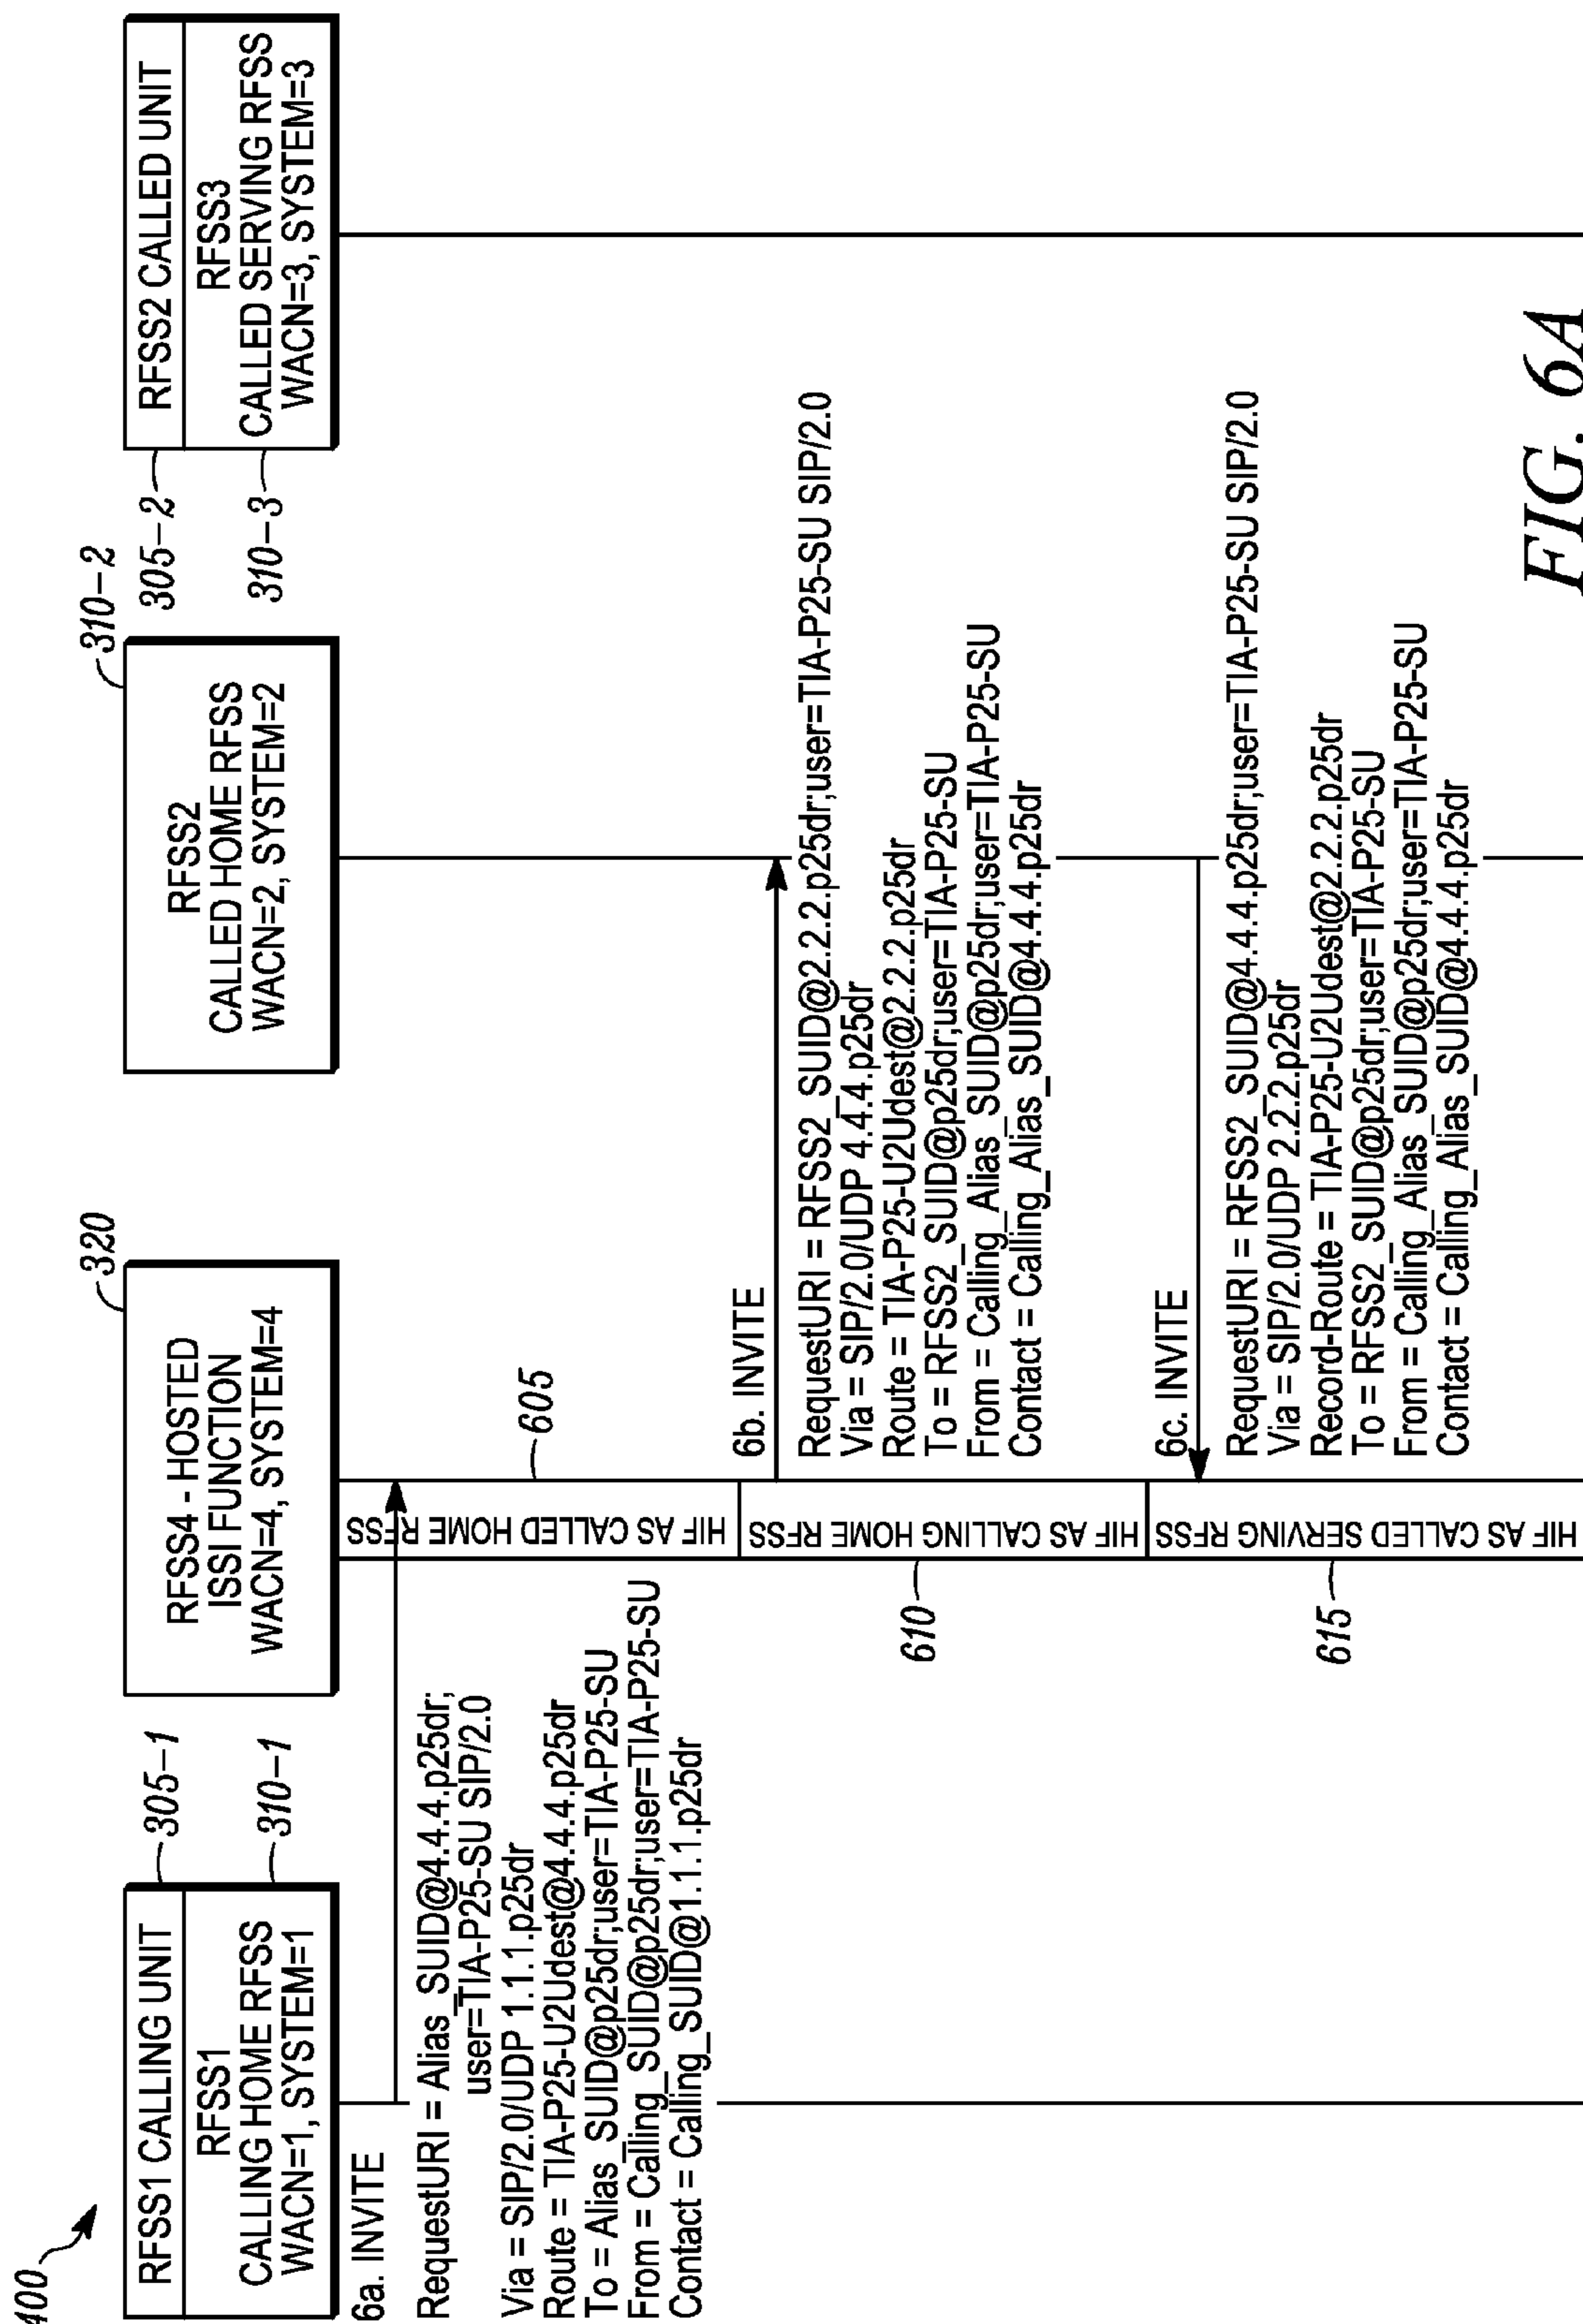 400
RFSS1 CALLING UNIT
RFSS1
CALLING HOME RFSS
WACN=1, SYSTEM=1
305-1
310-1
RFSS4 - HOSTED
ISSI FUNCTION
WACN=4, SYSTEM=4
320
RFSS2
CALLED HOME RFSS
WACN=2, SYSTEM=2
310-2
RFSS2 CALLED UNIT
RFSS3
CALLED SERVING RFSS
WACN=3, SYSTEM=3
305-2
310-3
6a. INVITE
RequestURI = Alias_SUID@4.4.4.p25dr;
user=TIA-P25-SU SIP/2.0
Via = SIP/2.0/UDP 1.1.1.p25dr
Route = TIA-P25-U2Udest@4.4.4.p25dr
To = Alias_SUID@p25dr;user=TIA-P25-SU
From = Calling_SUID@p25dr;user=TIA-P25-SU
Contact = Calling_SUID@1.1.1.p25dr
HIF AS CALLED HOME RFSS
605
HIF AS CALLING HOME RFSS
610
HIF AS CALLED SERVING RFSS
615
6b. INVITE
RequestURI = RFSS2_SUID@2.2.2.p25dr;user=TIA-P25-SU SIP/2.0
Via = SIP/2.0/UDP 4.4.4.p25dr
Route = TIA-P25-U2Udest@2.2.2.p25dr
To = RFSS2_SUID@p25dr;user=TIA-P25-SU
From = Calling_Alias_SUID@p25dr;user=TIA-P25-SU
Contact = Calling_Alias_SUID@4.4.4.p25dr
6c. INVITE
RequestURI = RFSS2_SUID@4.4.4.p25dr;user=TIA-P25-SU SIP/2.0
Via = SIP/2.0/UDP 2.2.2.p25dr
Record-Route = TIA-P25-U2Udest@2.2.2.p25dr
To = RFSS2_SUID@p25dr;user=TIA-P25-SU
From = Calling_Alias_SUID@p25dr;user=TIA-P25-SU
Contact = Calling_Alias_SUID@4.4.4.p25dr
FIG. 6A